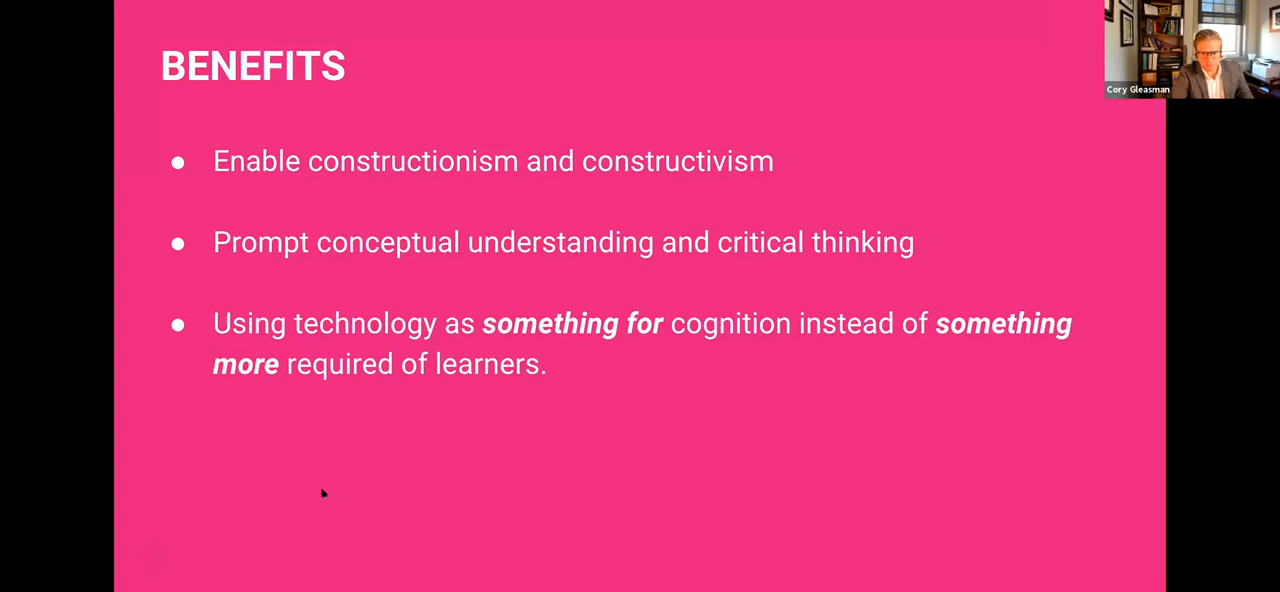 BENEFITS
Cory Gleasman
● Enable constructionism and constructivism
● Prompt conceptual understanding and critical thinking
● Using technology as something for cognition instead of something
more required of learners.